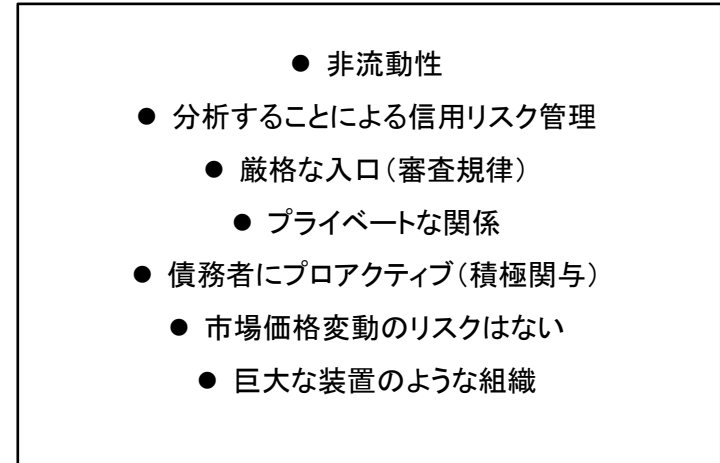 ● 非流動性
● 分析することによる信用リスク管理
● 厳格な入口（審査規律）
● プライベートな関係
● 債務者にプロアクティブ（積極関与）
● 市場価格変動のリスクはない
● 巨大な装置のような組織